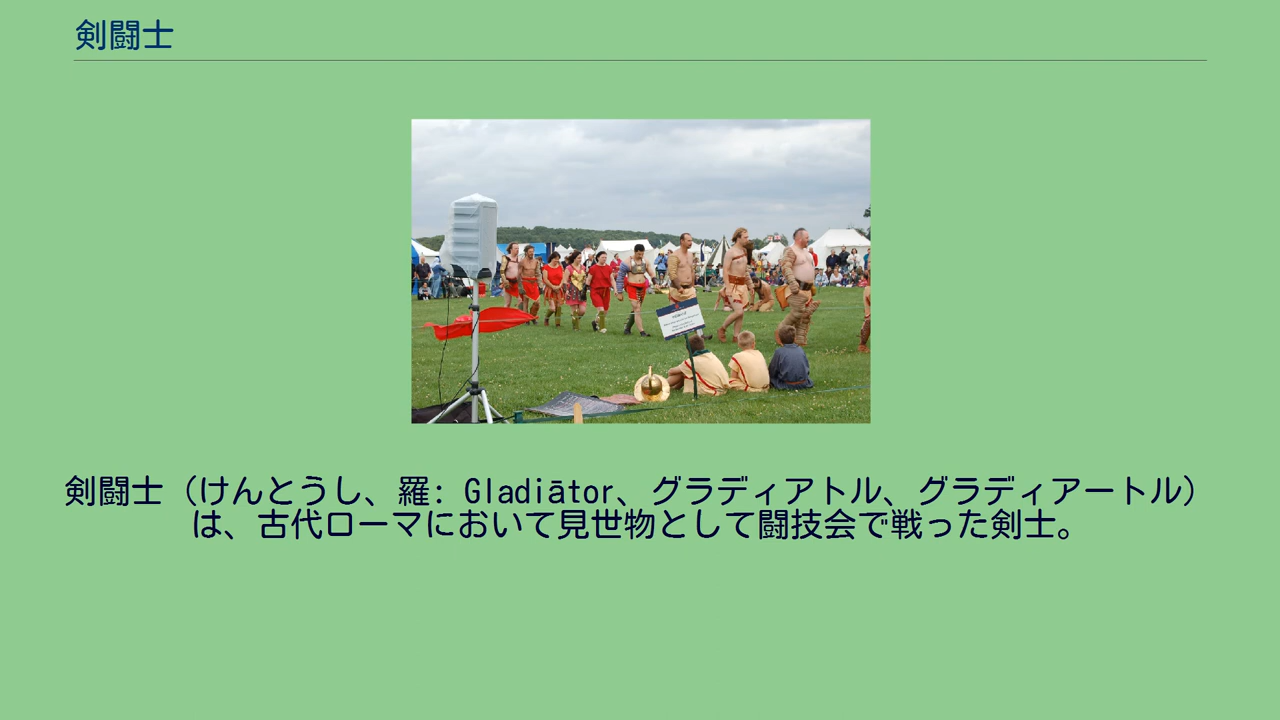 剣闘士
剣闘士（けんとうし、羅: Gladiātor、グラディアトル、グラディアートル）
は、古代ローマにおいて見世物として闘技会で戦った剣士。